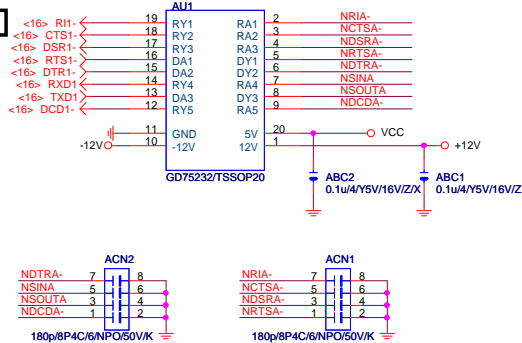 AU1
<16> RI1- 19 RY1 RA1 2 NRIA-
<16> CTS1- 18 RY2 RA2 3 NCTSA-
<16> DSR1- 17 RY3 RA3 4 NDSRA-
<16> RTS1- 16 DA1 DY1 5 NRTSA-
<16> DTR1- 15 DA2 DY2 6 NDTRA-
<16> RXD1 14 RY4 RA4 7 NSINA
<16> TXD1 13 DA3 DY3 8 NSOUTA
<16> DCD1- 12 RY5 RA5 9 NDCDA-
11 GND 5V 20 VCC
-12V 10 -12V 12V 1 +12V
GD75232/TSSOP20
ABC2
0.1u/4/Y5V/16V/Z/X
ABC1
0.1u/4/Y5V/16V/Z
ACN2
NDTRA- 7 8
NSINA 5 6
NSOUTA 3 4
NDCDA- 1 2
180p/8P4C/6/NPO/50V/K
ACN1
NRIA- 7 8
NCTSA- 5 6
NDSRA- 3 4
NRTSA- 1 2
180p/8P4C/6/NPO/50V/K